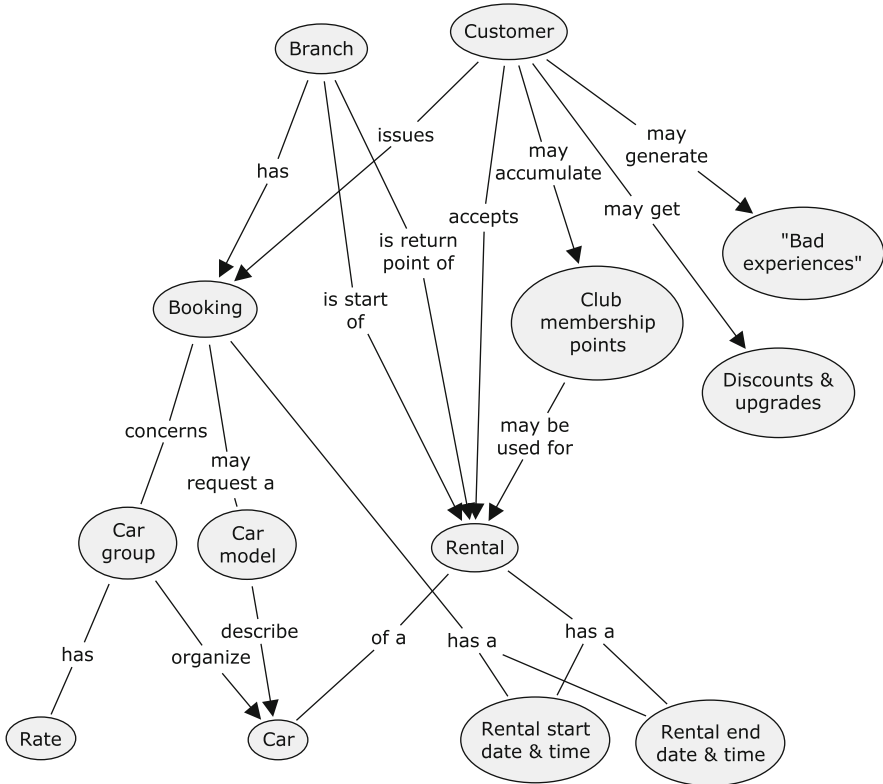 Customer
Branch
issues
may
generate
may
accumulate
has
may get
accepts
"Bad
experiences"
is return
point of
is start
of
Booking
Club
membership
points
Discounts &
upgrades
concerns
may be
used for
may
request a
Car
group
Car
model
Rental
describe
of a
has a
has a
has
organize
Rate
Car
Rental start
date & time
Rental end
date & time